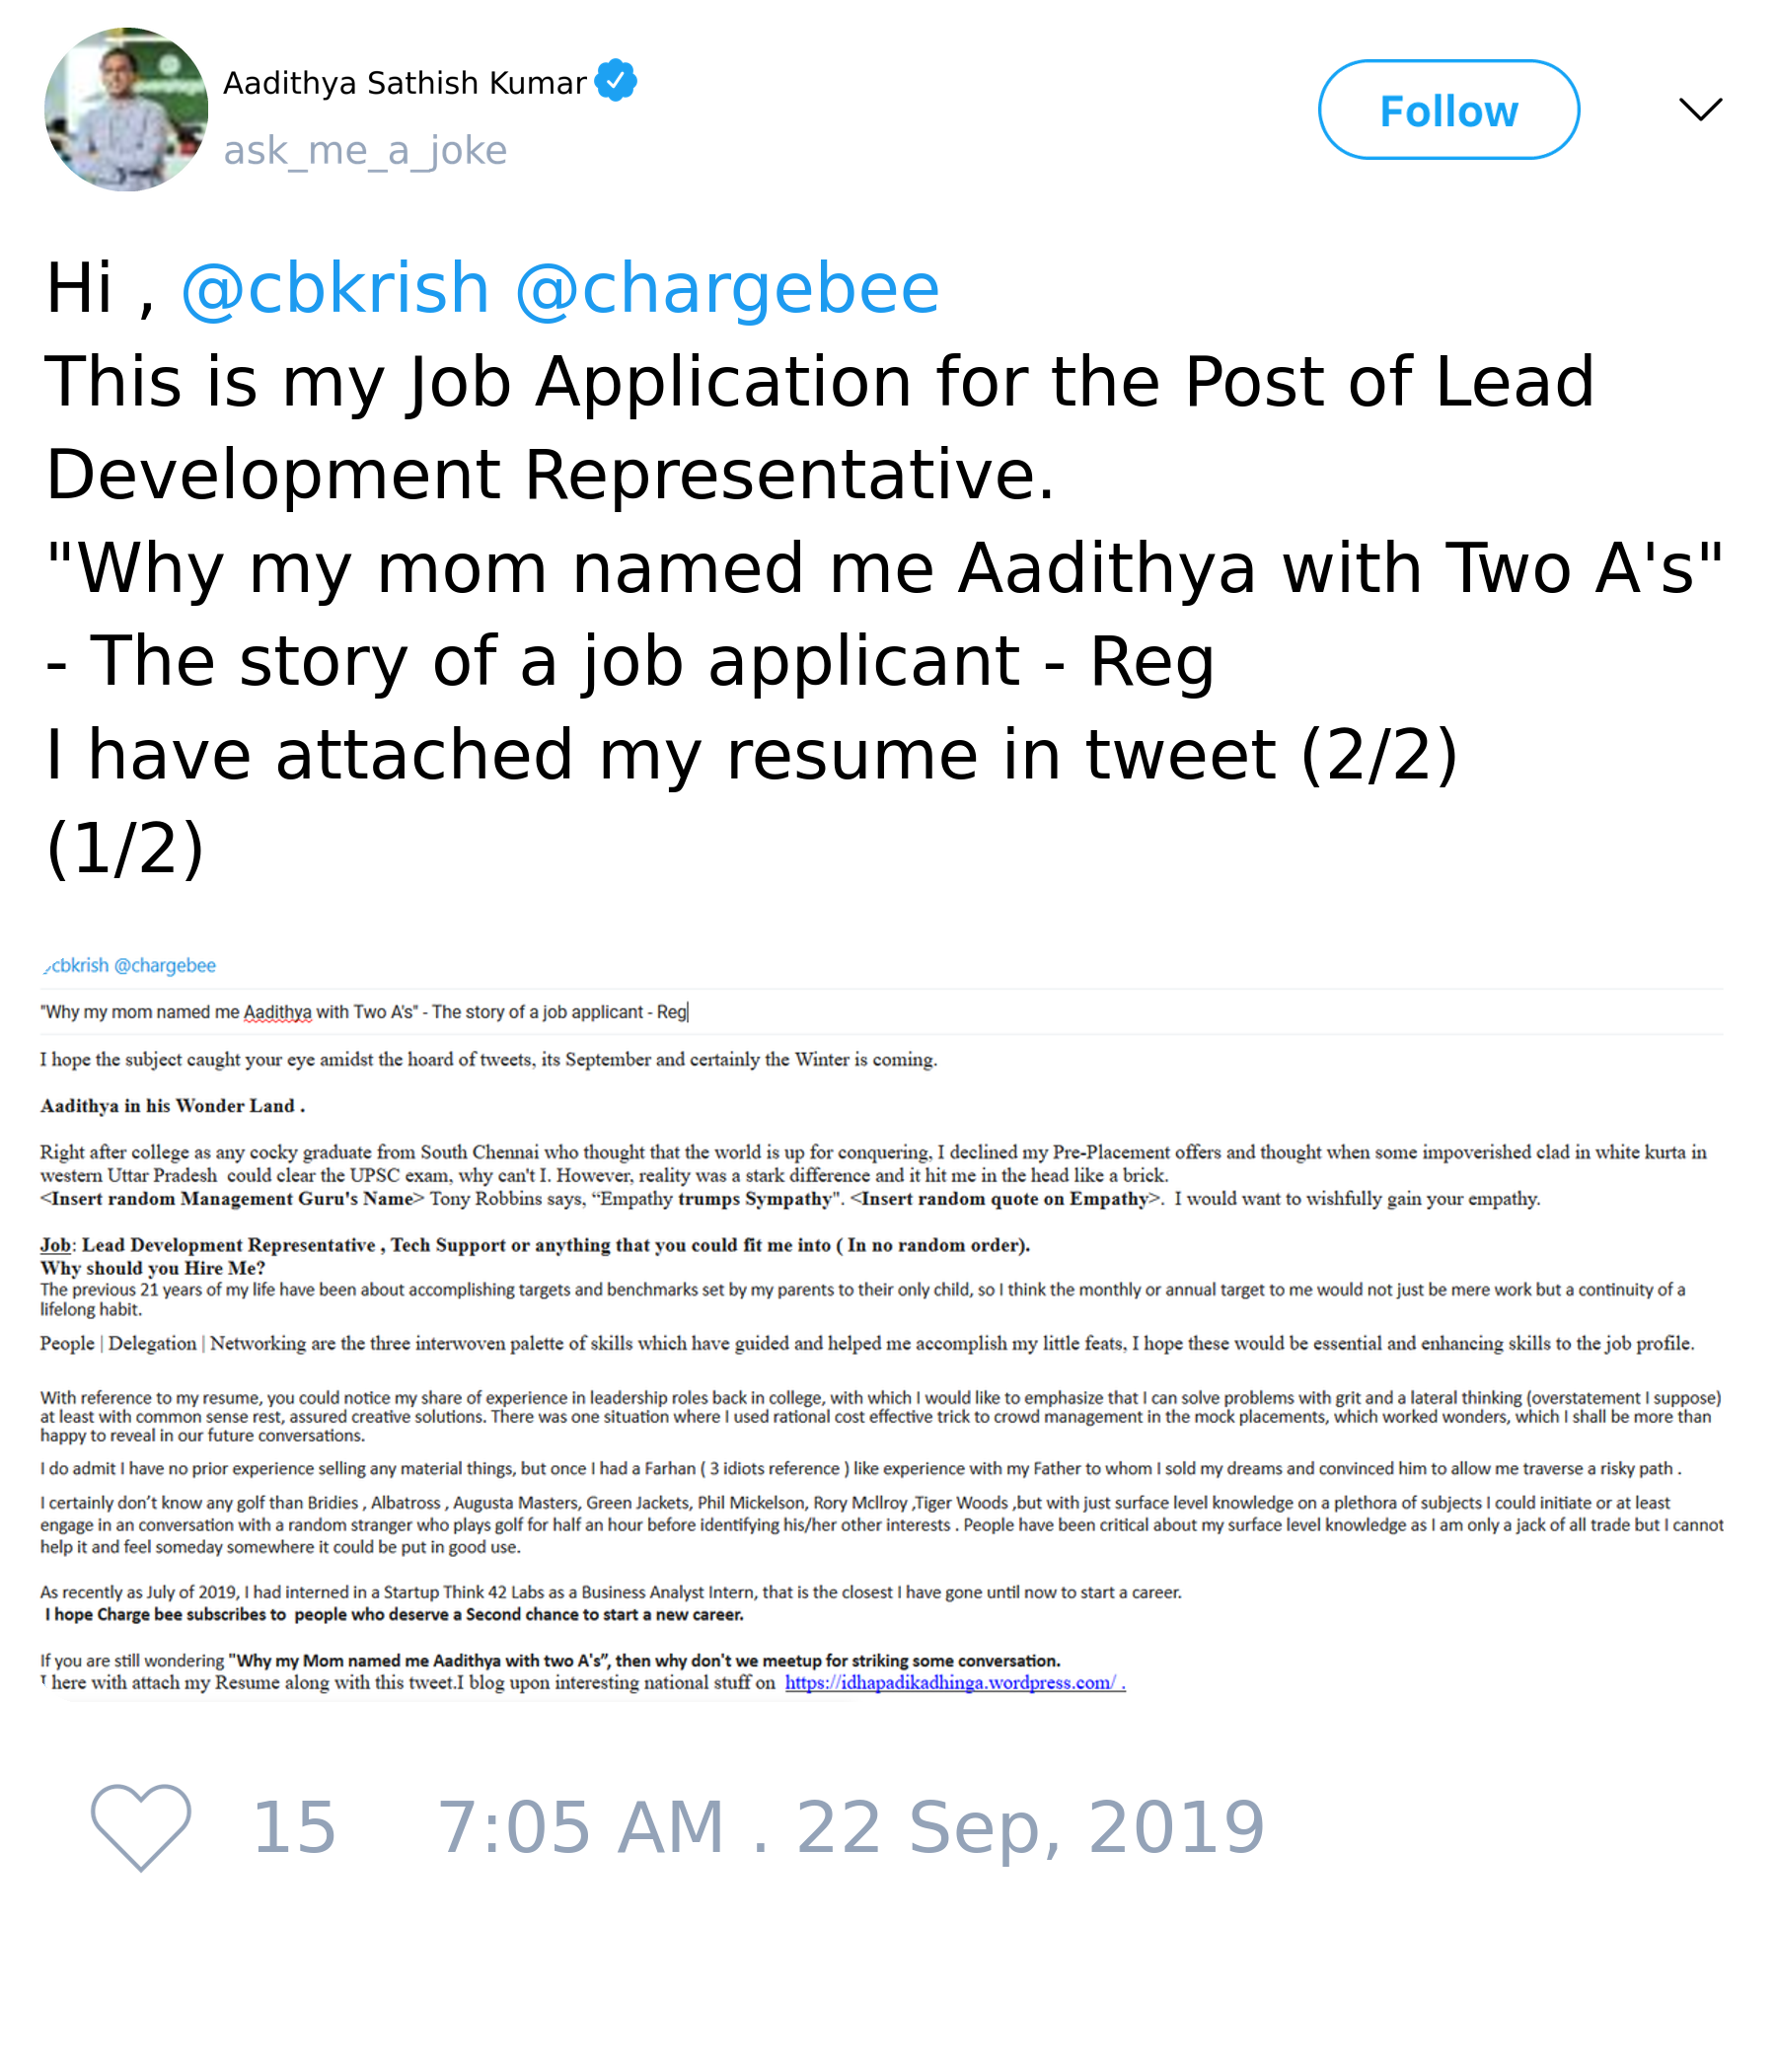 Aadithya Sathish Kumar
ask_me_a_joke
Follow
Hi , @cbkrish @chargebee
This is my Job Application for the Post of Lead
Development Representative.
"Why my mom named me Aadithya with Two A's"
- The story of a job applicant - Reg
I have attached my resume in tweet (2/2)
(1/2)
cbkrish @chargebee
"Why my mom named me Aadithya with Two A's" - The story of a job applicant - Reg
I hope the subject caught your eye amidst the hoard of tweets, its September and certainly the Winter is coming.
Aadithya in his Wonder Land .
Right after college as any cocky graduate from South Chennai who thought that the world is up for conquering, I declined my Pre-Placement offers and thought when some impoverished clad in white kurta in
western Uttar Pradesh could clear the UPSC exam, why can't I. However, reality was a stark difference and it hit me in the head like a brick.
<Insert random Management Guru's Name> Tony Robbins says, “Empathy trumps Sympathy". <Insert random quote on Empathy>. I would want to wishfully gain your empathy.
Job: Lead Development Representative , Tech Support or anything that you could fit me into ( In no random order).
Why should you Hire Me?
The previous 21 years of my life have been about accomplishing targets and benchmarks set by my parents to their only child, so I think the monthly or annual target to me would not just be mere work but a continuity of a
lifelong habit.
People | Delegation | Networking are the three interwoven palette of skills which have guided and helped me accomplish my little feats, I hope these would be essential and enhancing skills to the job profile.
With reference to my resume, you could notice my share of experience in leadership roles back in college, with which I would like to emphasize that I can solve problems with grit and a lateral thinking (overstatement I suppose)
at least with common sense rest, assured creative solutions. There was one situation where I used rational cost effective trick to crowd management in the mock placements, which worked wonders, which I shall be more than
happy to reveal in our future conversations.
I do admit I have no prior experience selling any material things, but once I had a Farhan ( 3 idiots reference ) like experience with my Father to whom I sold my dreams and convinced him to allow me traverse a risky path .
I certainly don’t know any golf than Bridies , Albatross , Augusta Masters, Green Jackets, Phil Mickelson, Rory McIlroy ,Tiger Woods ,but with just surface level knowledge on a plethora of subjects I could initiate or at least
engage in an conversation with a random stranger who plays golf for half an hour before identifying his/her other interests . People have been critical about my surface level knowledge as I am only a jack of all trade but I cannot
help it and feel someday somewhere it could be put in good use.
As recently as July of 2019, I had interned in a Startup Think 42 Labs as a Business Analyst Intern, that is the closest I have gone until now to start a career.
I hope Charge bee subscribes to people who deserve a Second chance to start a new career.
If you are still wondering "Why my Mom named me Aadithya with two A's”, then why don't we meetup for striking some conversation.
I here with attach my Resume along with this tweet.I blog upon interesting national stuff on https://idhapadikadhinga.wordpress.com/ .
15 7:05 AM . 22 Sep, 2019